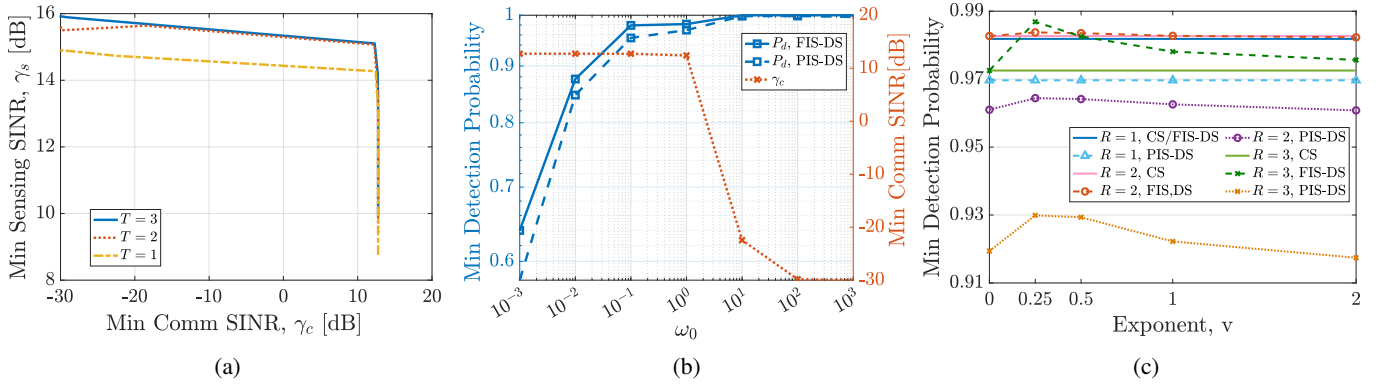 Min Sensing SINR, γs [dB]
16
14
12
10
8
T = 3
T = 2
T = 1
-30
-20
-10
0
10
20
Min Comm SINR, γc [dB]
(a)
Min Detection Probability
1
0.9
0.8
0.7
0.6
Pd, FIS-DS
Pd, PIS-DS
γc
20
10
0
-10
-20
-30
Min Comm SINR[dB]
10^-3
10^-2
10^-1
10^0
10^1
10^2
10^3
ω0
(b)
Min Detection Probability
0.99
0.97
0.95
0.93
0.91
R = 1, CS/FIS-DS
R = 1, PIS-DS
R = 2, CS
R = 2, FIS,DS
R = 2, PIS-DS
R = 3, CS
R = 3, FIS-DS
R = 3, PIS-DS
0
0.25
0.5
1
2
Exponent, v
(c)